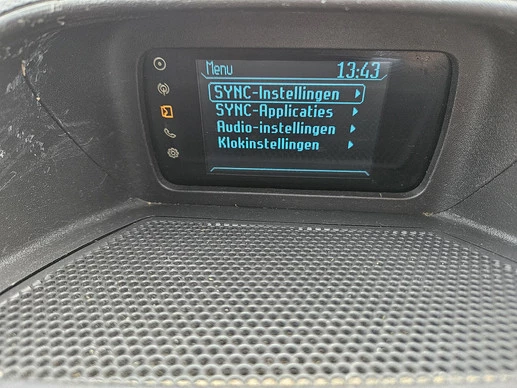 Menu 13:43
SYNC-Instellingen
SYNC-Applicaties
Audio-instellingen
Klokinstellingen